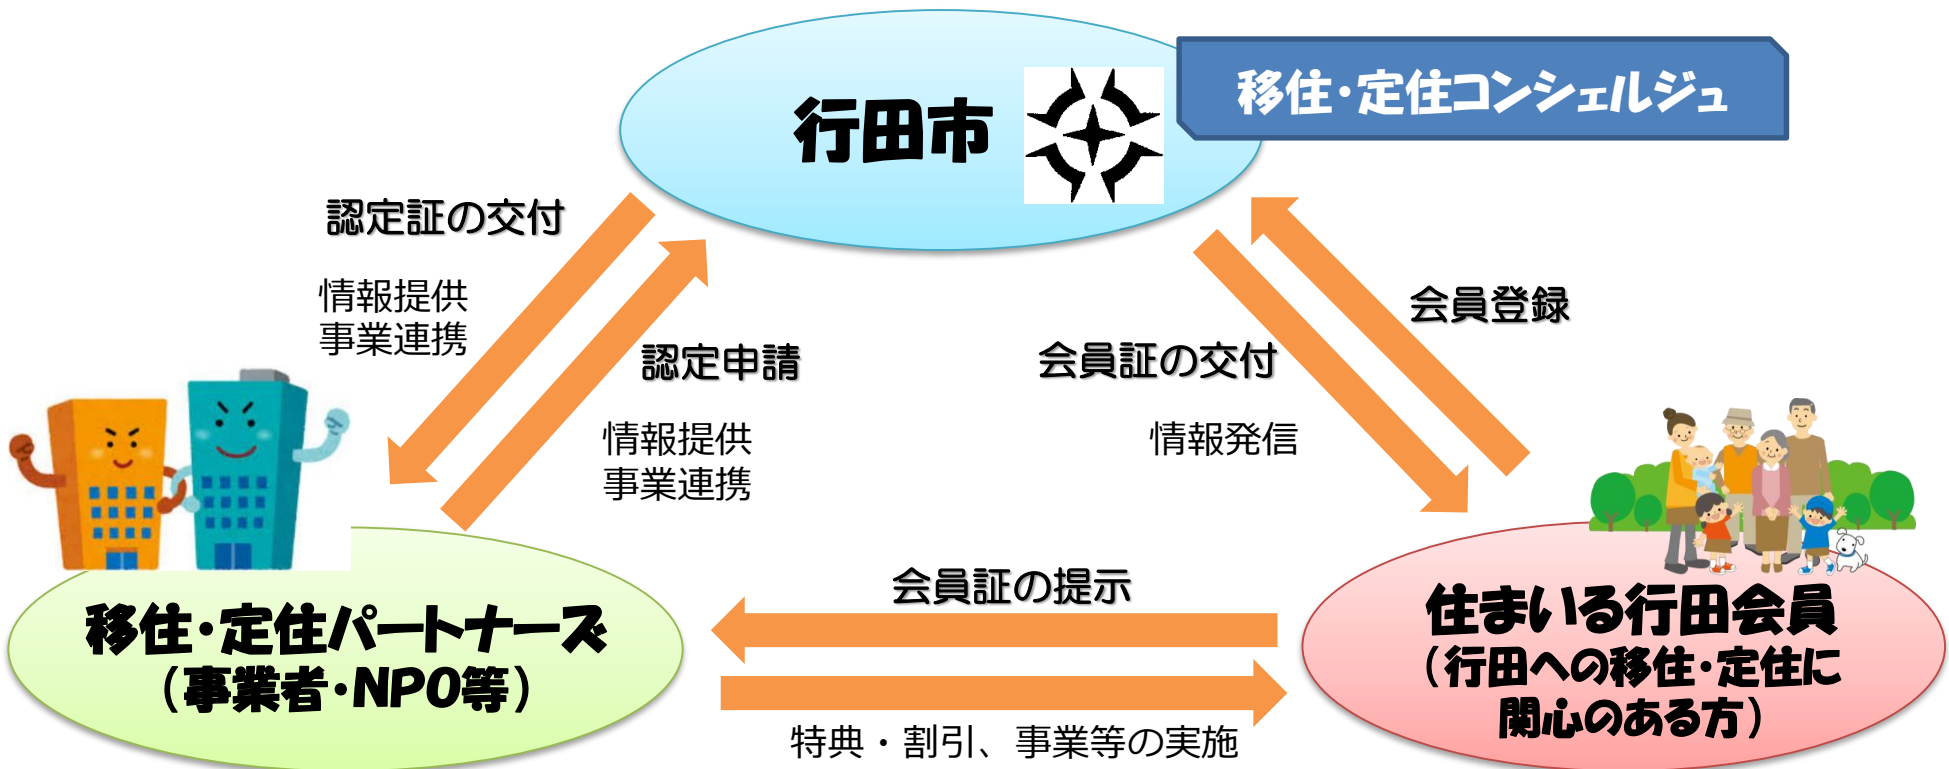 行田市
移住・定住コンシェルジュ
認定証の交付
情報提供
事業連携
認定申請
情報提供
事業連携
会員登録
会員証の交付
情報発信
会員証の提示
特典・割引、事業等の実施
移住・定住パートナーズ
（事業者・NPO等）
住まいる行田会員
（行田への移住・定住に
関心のある方）